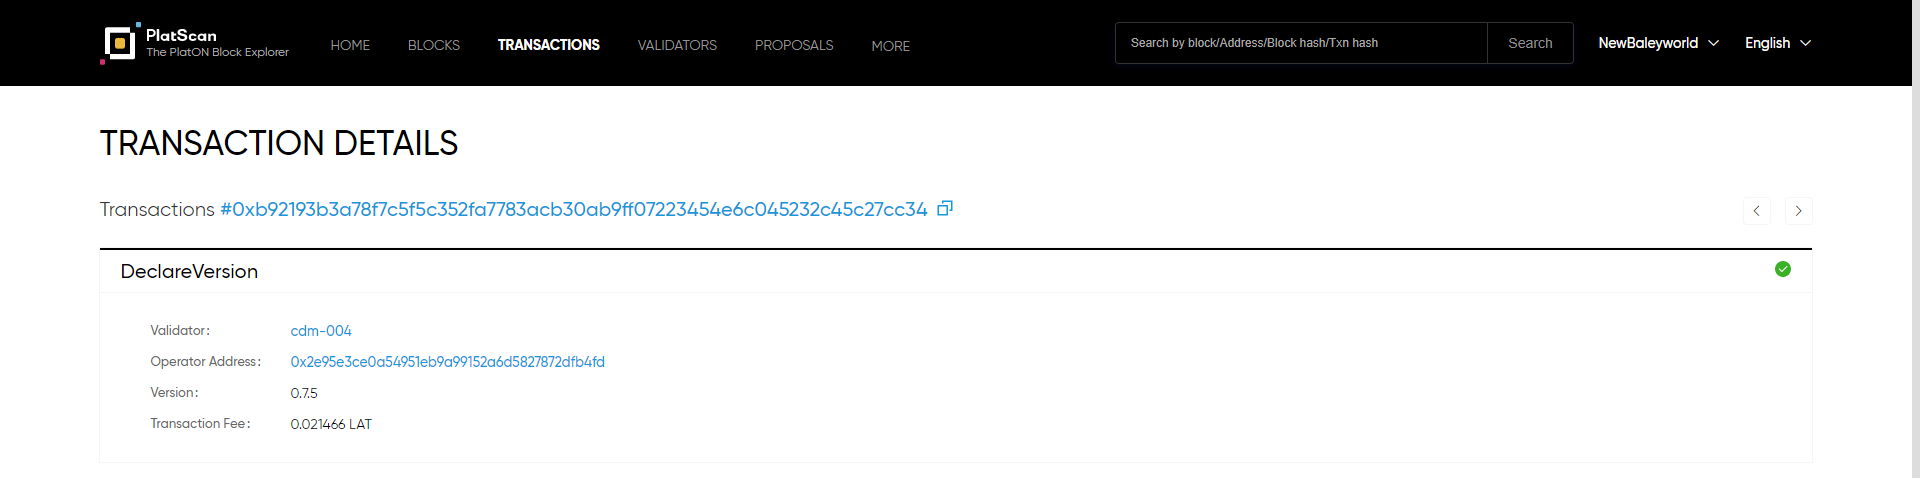 PlatScan
The PlatON Block Explorer
HOME BLOCKS TRANSACTIONS VALIDATORS PROPOSALS MORE
Search by block/Address/Block hash/Txn hash Search NewBaleyworld English
TRANSACTION DETAILS
Transactions #0xb92193b3a78f7c5f5c352fa7783acb30ab9ff07223454e6c045232c45c27cc34
DeclareVersion
Validator: cdm-004
Operator Address: 0x2e95e3ce0a54951eb9a99152a6d5827872dfb4fd
Version: 0.7.5
Transaction Fee: 0.021466 LAT